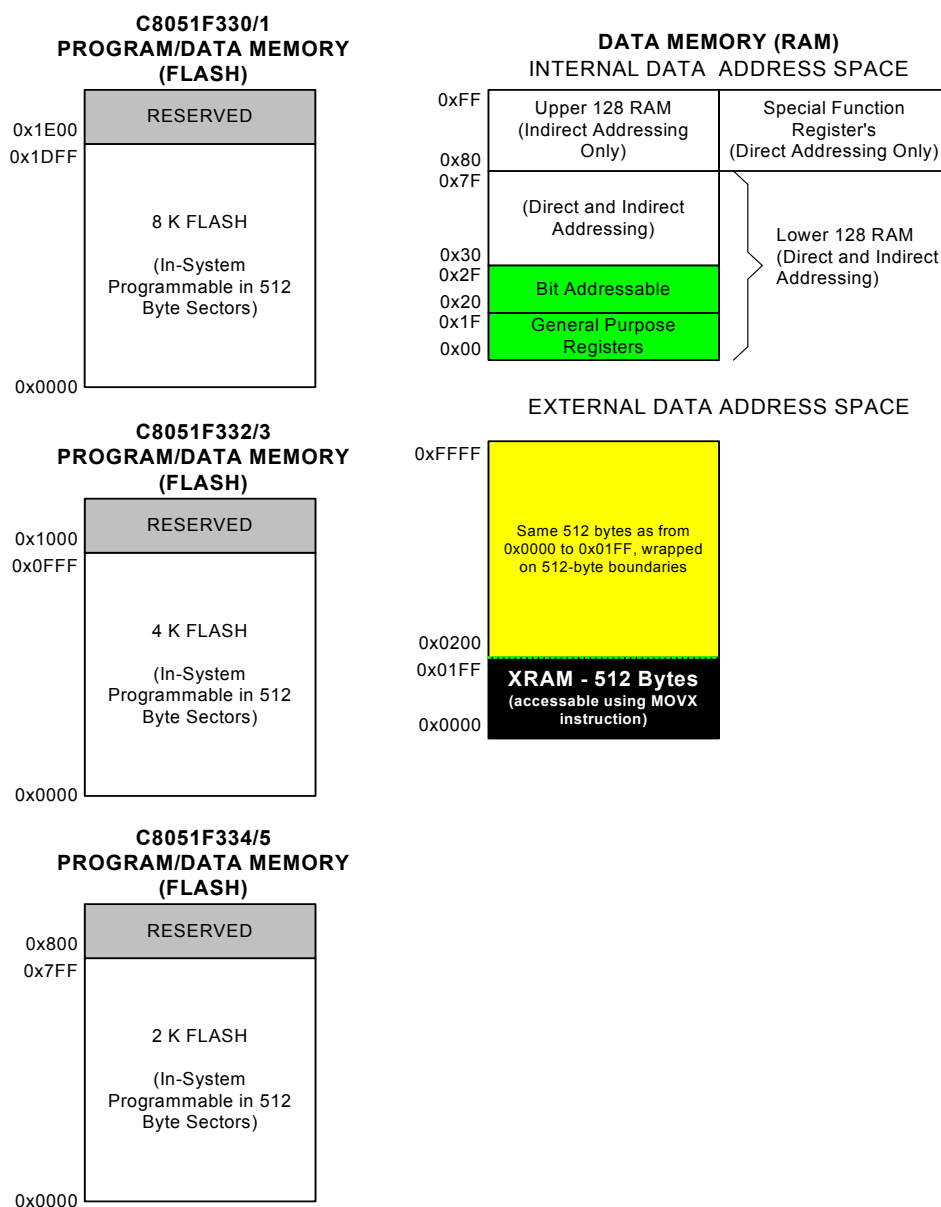 C8051F330/1
PROGRAM/DATA MEMORY
(FLASH)
RESERVED
0x1E00
0x1DFF
8 K FLASH
(In-System
Programmable in 512
Byte Sectors)
0x0000
C8051F332/3
PROGRAM/DATA MEMORY
(FLASH)
RESERVED
0x1000
0x0FFF
4 K FLASH
(In-System
Programmable in 512
Byte Sectors)
0x0000
C8051F334/5
PROGRAM/DATA MEMORY
(FLASH)
RESERVED
0x800
0x7FF
2 K FLASH
(In-System
Programmable in 512
Byte Sectors)
0x0000
DATA MEMORY (RAM)
INTERNAL DATA ADDRESS SPACE
0xFF
Upper 128 RAM
(Indirect Addressing
Only)
0x80
Special Function
Register's
(Direct Addressing Only)
0x7F
(Direct and Indirect
Addressing)
0x30
Lower 128 RAM
(Direct and Indirect
Addressing)
0x2F
Bit Addressable
0x20
0x1F
General Purpose
Registers
0x00
EXTERNAL DATA ADDRESS SPACE
0xFFFF
Same 512 bytes as from
0x0000 to 0x01FF, wrapped
on 512-byte boundaries
0x0200
0x01FF
XRAM - 512 Bytes
(accessable using MOVX
instruction)
0x0000